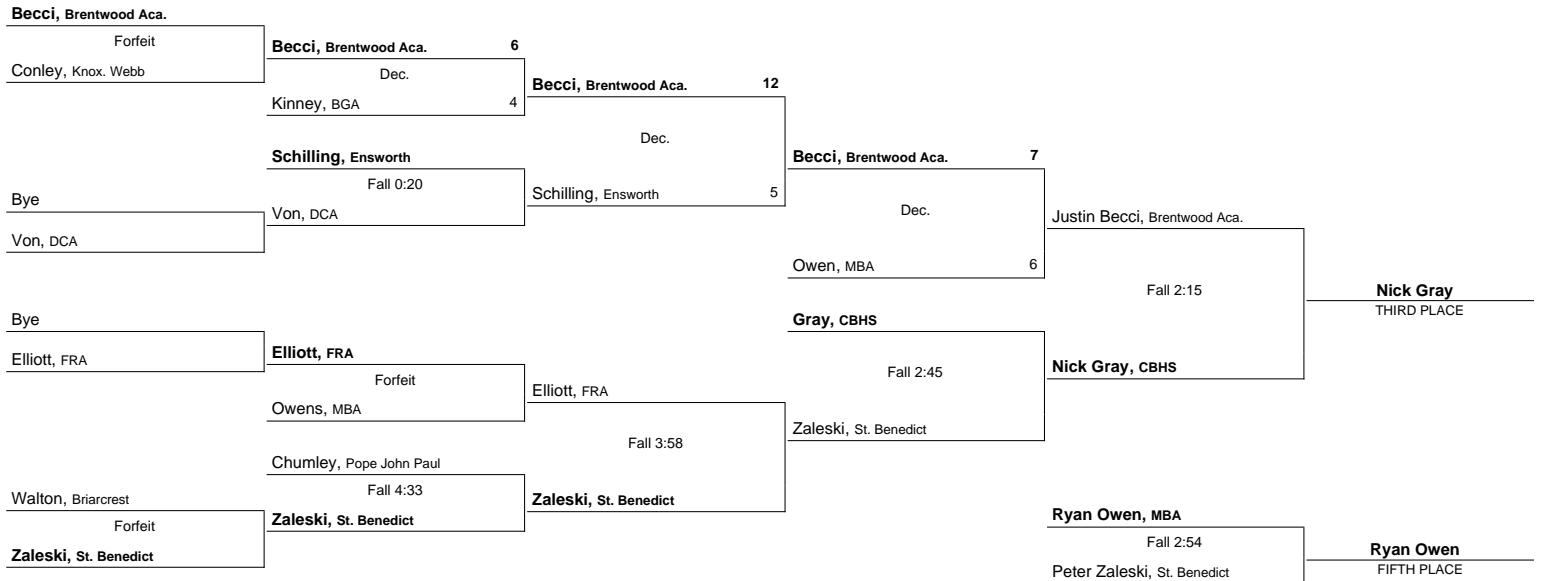 Becci, Brentwood Aca.
Forfeit
Conley, Knox. Webb
Bye
Von, DCA
Bye
Elliott, FRA
Walton, Briarcrest
Forfeit
Zaleski, St. Benedict
Becci, Brentwood Aca. 6
Dec.
Kinney, BGA 4
Schilling, Ensworth
Fall 0:20
Von, DCA
Elliott, FRA
Forfeit
Owens, MBA
Chumley, Pope John Paul
Fall 4:33
Zaleski, St. Benedict
Becci, Brentwood Aca. 12
Dec.
Schilling, Ensworth 5
Elliott, FRA
Fall 3:58
Zaleski, St. Benedict
Becci, Brentwood Aca. 7
Dec.
Owen, MBA 6
Gray, CBHS
Fall 2:45
Zaleski, St. Benedict
Justin Becci, Brentwood Aca.
Fall 2:15
Nick Gray, CBHS
Nick Gray
THIRD PLACE
Ryan Owen, MBA
Fall 2:54
Peter Zaleski, St. Benedict
Ryan Owen
FIFTH PLACE